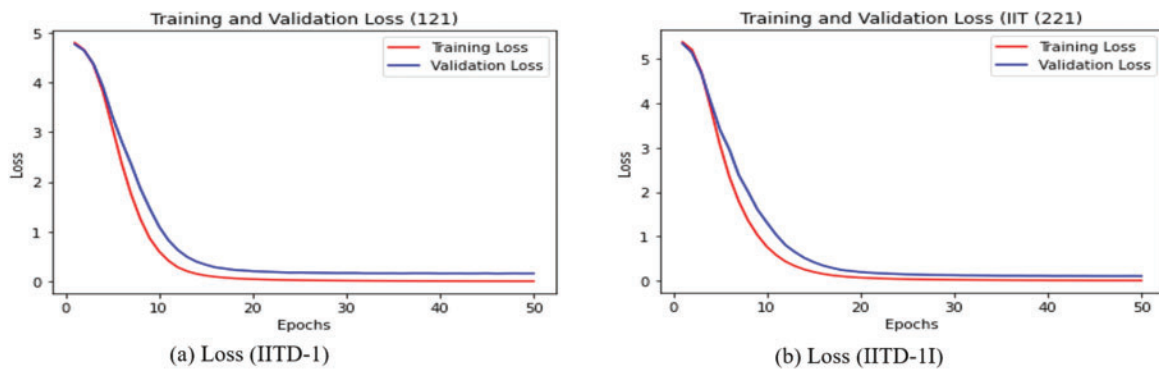 Training and Validation Loss (121)
Training Loss
Validation Loss
Loss
5
4
3
2
1
0
0 10 20 30 40 50
Epochs
(a) Loss (IITD-1)
Training and Validation Loss (IIT (221)
Training Loss
Validation Loss
Loss
5
4
3
2
1
0
0 10 20 30 40 50
Epochs
(b) Loss (IITD-1I)